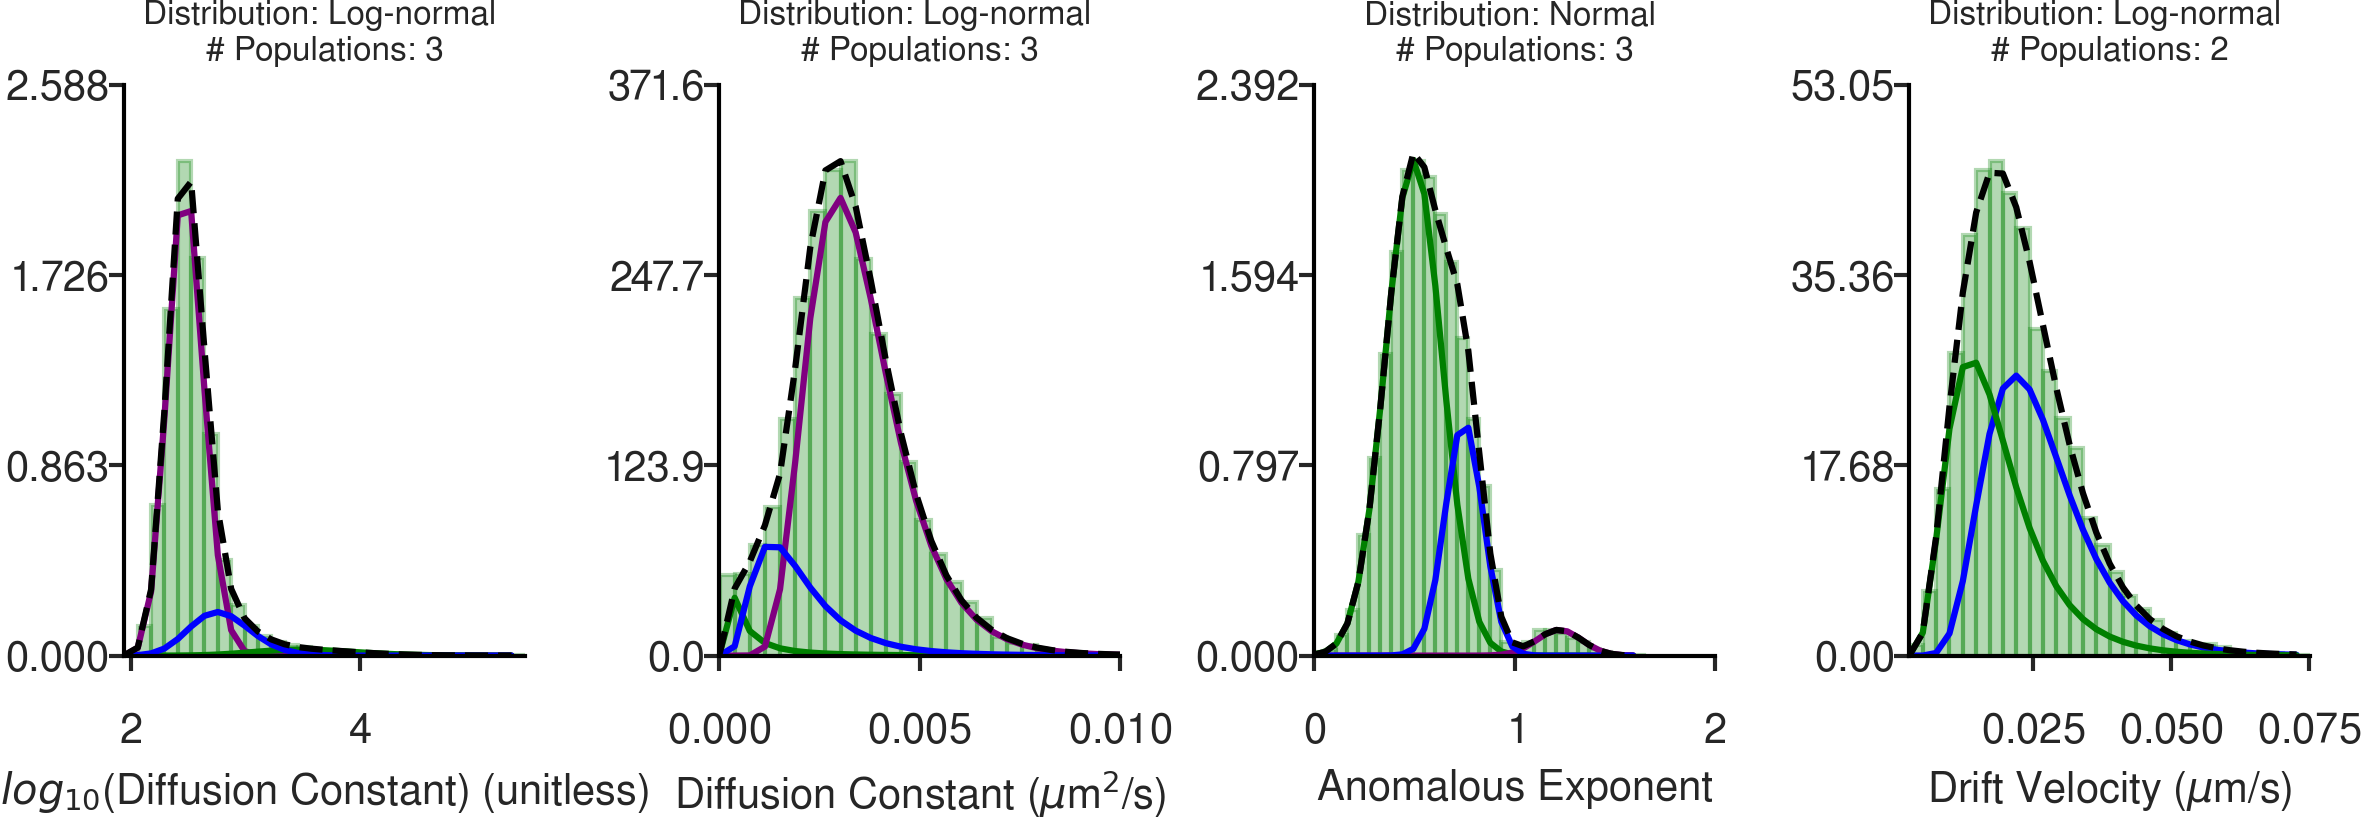 Distribution: Log-normal
# Populations: 3
2.588
1.726
0.863
0.000
2 4
log10(Diffusion Constant) (unitless)
Distribution: Log-normal
# Populations: 3
371.6
247.7
123.9
0.0
0.000 0.005 0.010
Diffusion Constant (μm²/s)
Distribution: Normal
# Populations: 3
2.392
1.594
0.797
0.000
0 1 2
Anomalous Exponent
Distribution: Log-normal
# Populations: 2
53.05
35.36
17.68
0.00
0.025 0.050 0.075
Drift Velocity (μm/s)